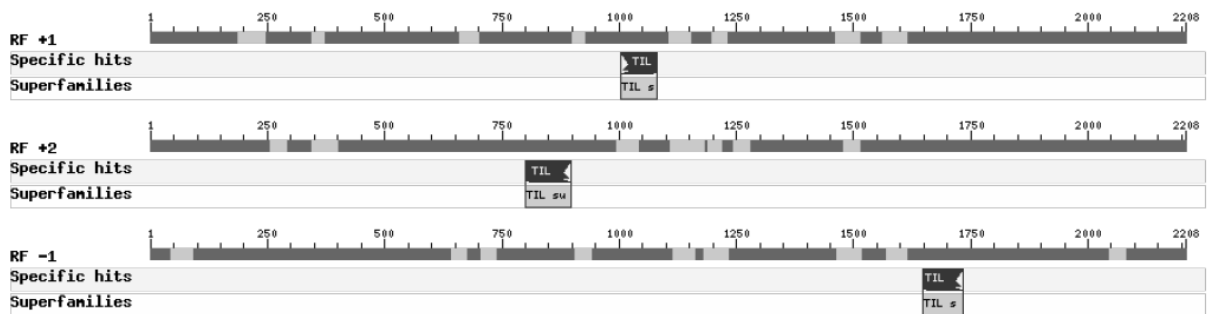 1 250 500 750 1000 1250 1500 1750 2000 2208
RF +1
Specific hits TIL
Superfamilies TIL s
1 250 500 750 1000 1250 1500 1750 2000 2208
RF +2
Specific hits TIL
Superfamilies TIL su
1 250 500 750 1000 1250 1500 1750 2000 2208
RF -1
Specific hits TIL
Superfamilies TIL s